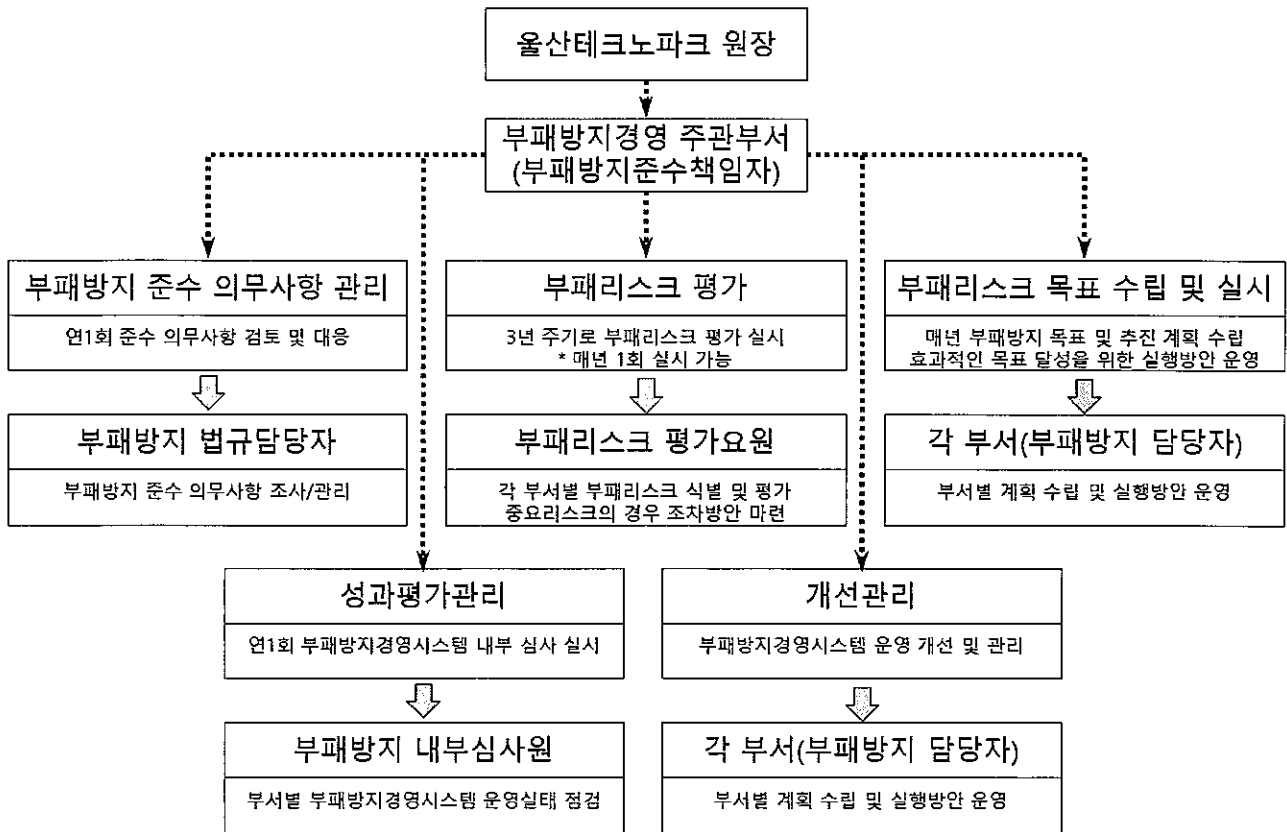 울산테크노파크 원장
부패방지경영 주관부서
(부패방지준수책임자)
부패방지 준수 의무사항 관리
연1회 준수 의무사항 검토 및 대응
부패방지 법규담당자
부패방지 준수 의무사항 조사/관리
부패리스크 평가
3년 주기로 부패리스크 평가 실시
* 매년 1회 실시 가능
부패리스크 평가요원
각 부서별 부패리스크 식별 및 평가
중요리스크의 경우 조차방안 마련
부패리스크 목표 수립 및 실시
매년 부패방지 목표 및 추진 계획 수립
효과적인 목표 달성을 위한 실행방안 운영
각 부서(부패방지 담당자)
부서별 계획 수립 및 실행방안 운영
성과평가관리
연1회 부패방지경영시스템 내부 심사 실시
부패방지 내부심사원
부서별 부패방지경영시스템 운영실태 점검
개선관리
부패방지경영시스템 운영 개선 및 관리
각 부서(부패방지 담당자)
부서별 계획 수립 및 실행방안 운영